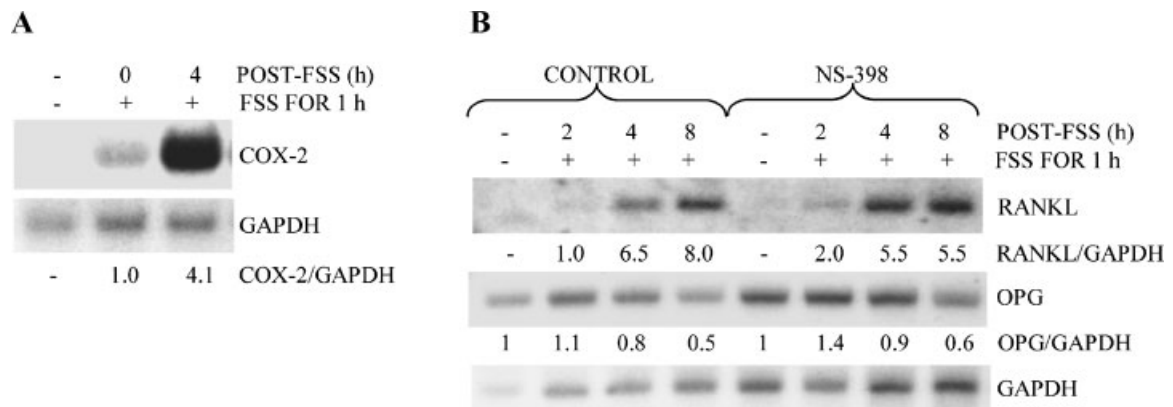 A
- 0 4 POST-FSS (h)
- + + FSS FOR 1 h
COX-2
GAPDH
- 1.0 4.1 COX-2/GAPDH
B
CONTROL NS-398
- 2 4 8 - 2 4 8 POST-FSS (h)
- + + + - + + + FSS FOR 1 h
RANKL
- 1.0 6.5 8.0 - 2.0 5.5 5.5 RANKL/GAPDH
OPG
1 1.1 0.8 0.5 1 1.4 0.9 0.6 OPG/GAPDH
GAPDH